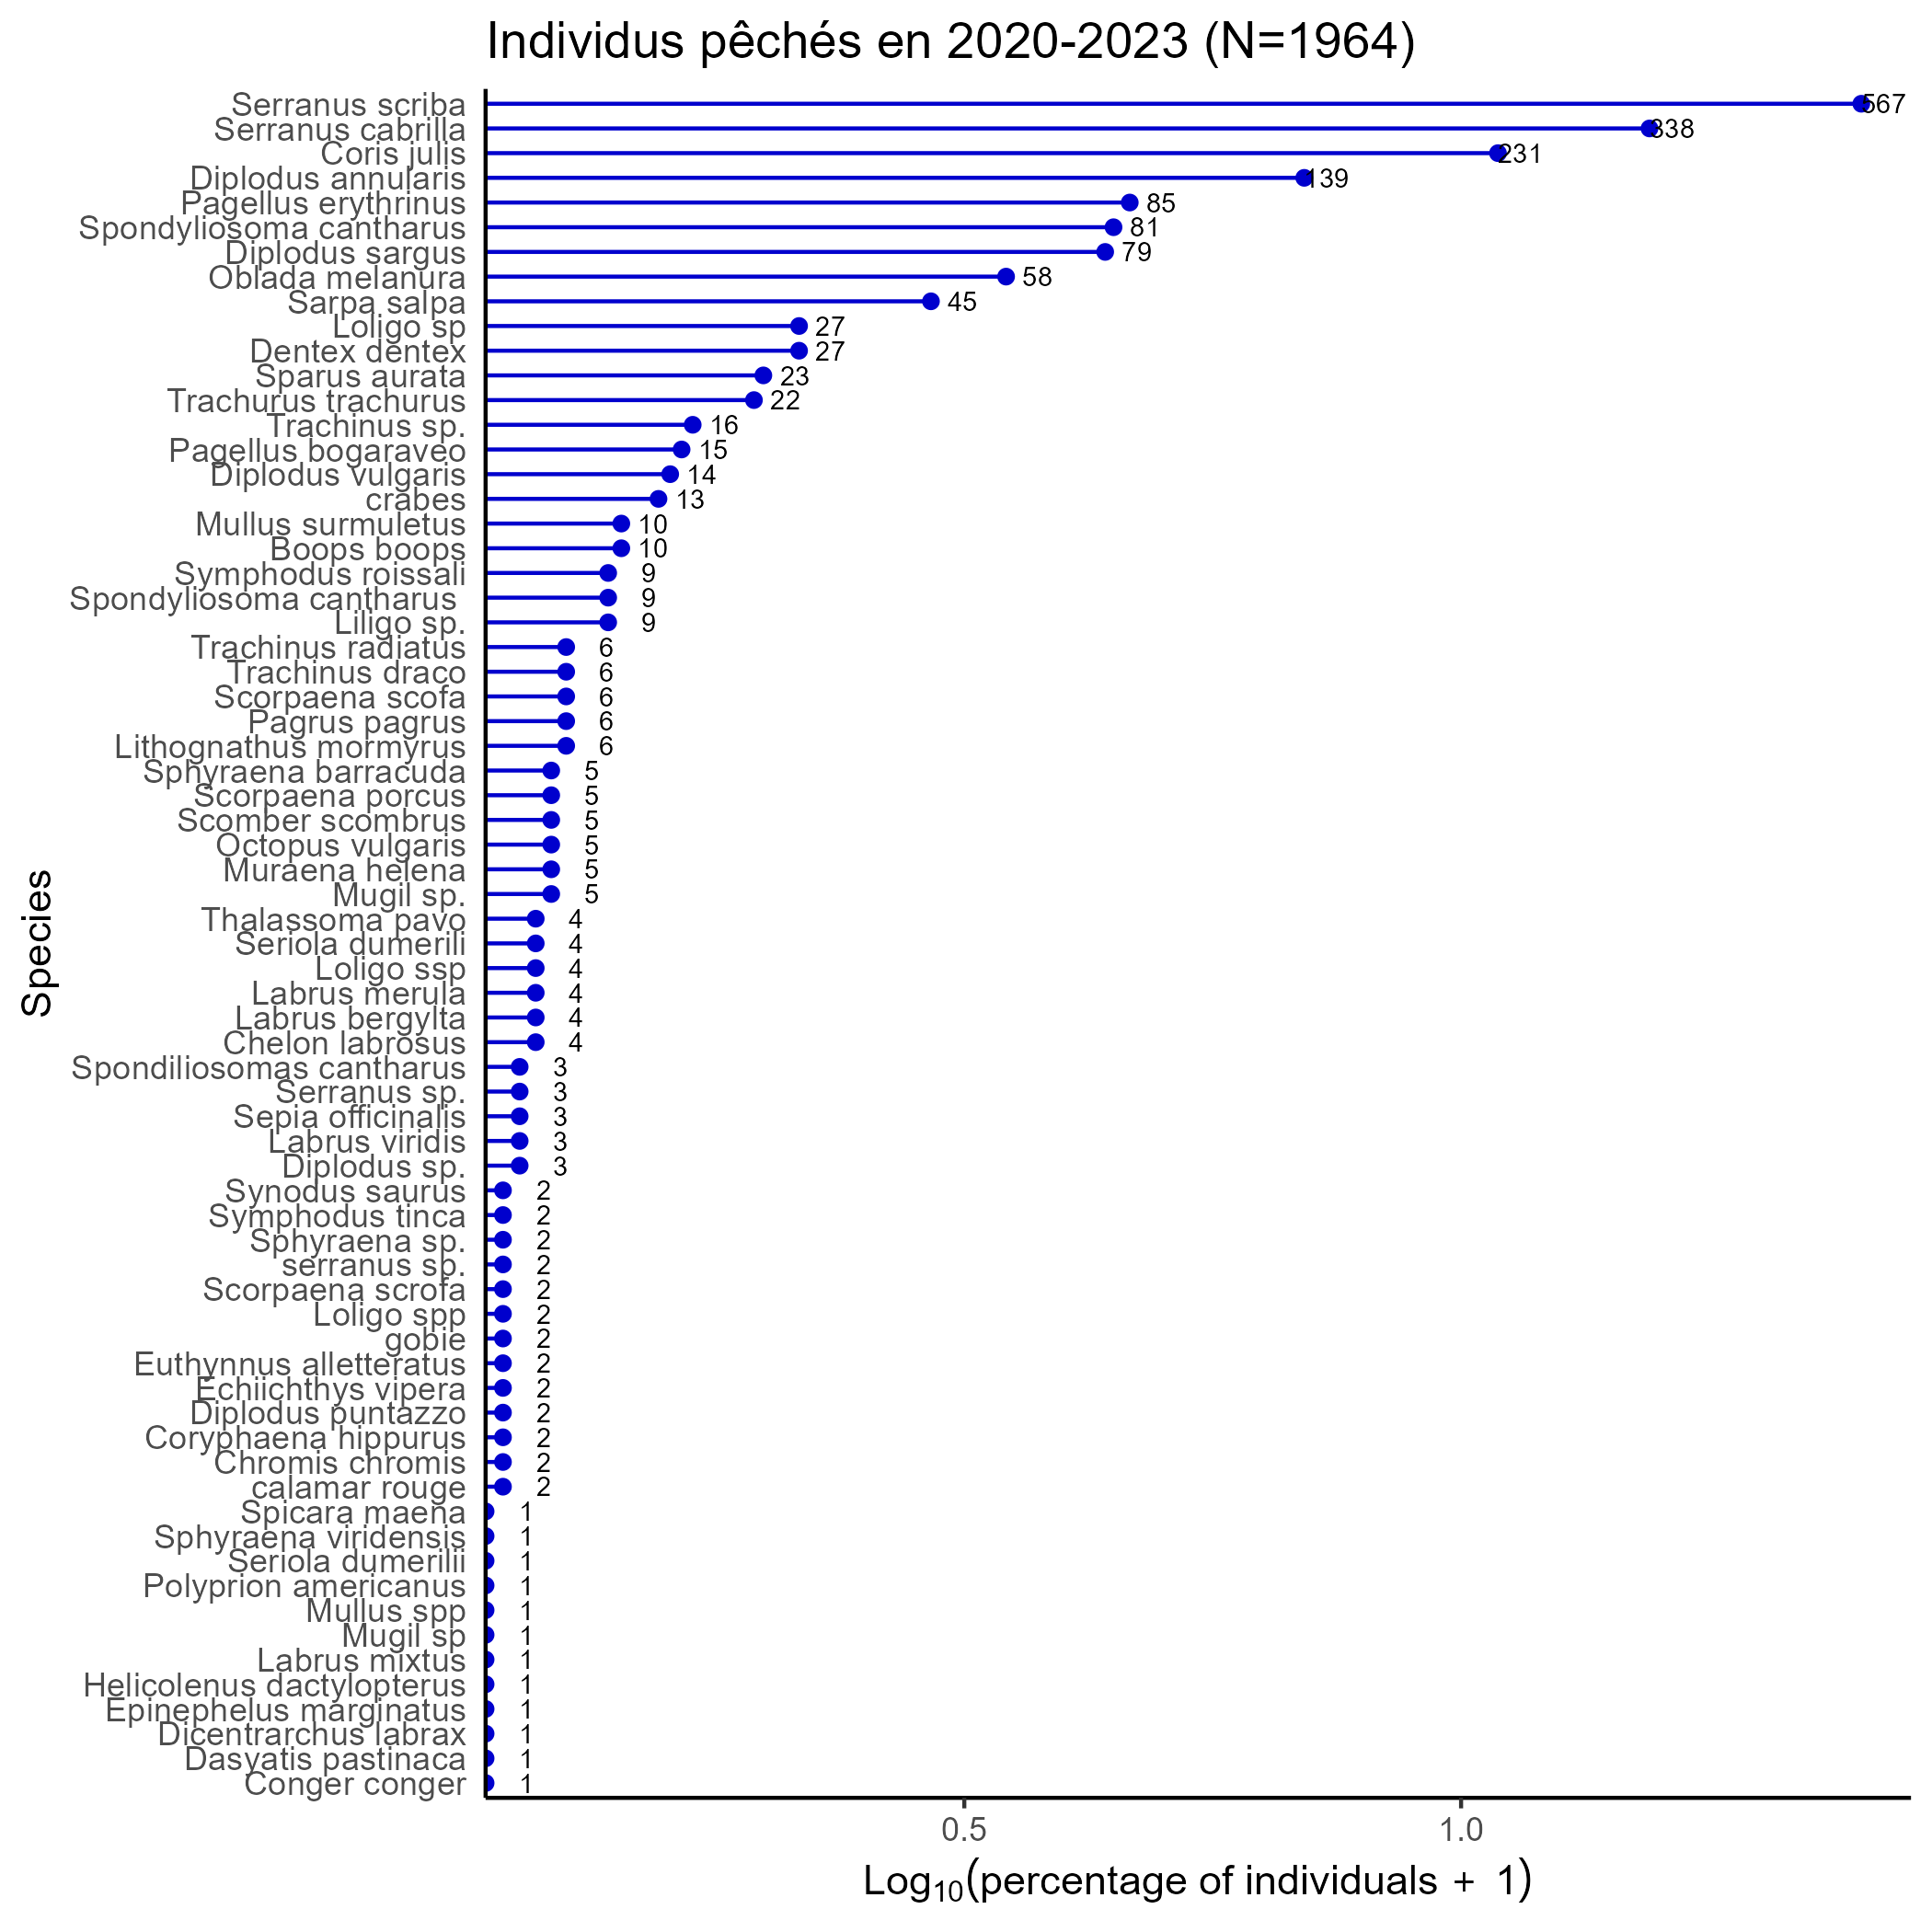 Individus pêchés en 2020-2023 (N=1964)
Serranus scriba 567
Serranus cabrilla 338
Coris julis 231
Diplodus annularis 139
Pagellus erythrinus 85
Spondyliosoma cantharus 81
Diplodus sargus 79
Oblada melanura 58
Sarpa salpa 45
Loligo sp 27
Dentex dentex 27
Sparus aurata 23
Trachurus trachurus 22
Trachinus sp. 16
Pagellus bogaraveo 15
Diplodus vulgaris 14
crabes 13
Mullus surmuletus 10
Boops boops 10
Symphodus roissali 9
Spondyliosoma cantharus 9
Liligo sp. 9
Trachinus radiatus 6
Trachinus draco 6
Scorpaena scofa 6
Pagrus pagrus 6
Lithognathus mormyrus 6
Sphyraena barracuda 5
Scorpaena porcus 5
Scomber scombrus 5
Octopus vulgaris 5
Muraena helena 5
Mugil sp. 5
Thalassoma pavo 4
Seriola dumerili 4
Loligo ssp 4
Labrus merula 4
Labrus bergylta 4
Chelon labrosus 4
Spondiliosomas cantharus 3
Serranus sp. 3
Sepia officinalis 3
Labrus viridis 3
Diplodus sp. 3
Synodus saurus 2
Symphodus tinca 2
Sphyraena sp. 2
serranus sp. 2
Scorpaena scrofa 2
Loligo spp 2
gobie 2
Euthynnus alletteratus 2
Echiichthys vipera 2
Diplodus puntazzo 2
Coryphaena hippurus 2
Chromis chromis 2
calamar rouge 2
Spicara maena 1
Sphyraena viridensis 1
Seriola dumerilii 1
Polyprion americanus 1
Mullus spp 1
Mugil sp 1
Labrus mixtus 1
Helicolenus dactylopterus 1
Epinephelus marginatus 1
Dicentrarchus labrax 1
Dasyatis pastinaca 1
Conger conger 1
Species
0.5 1.0
Log10(percentage of individuals + 1)